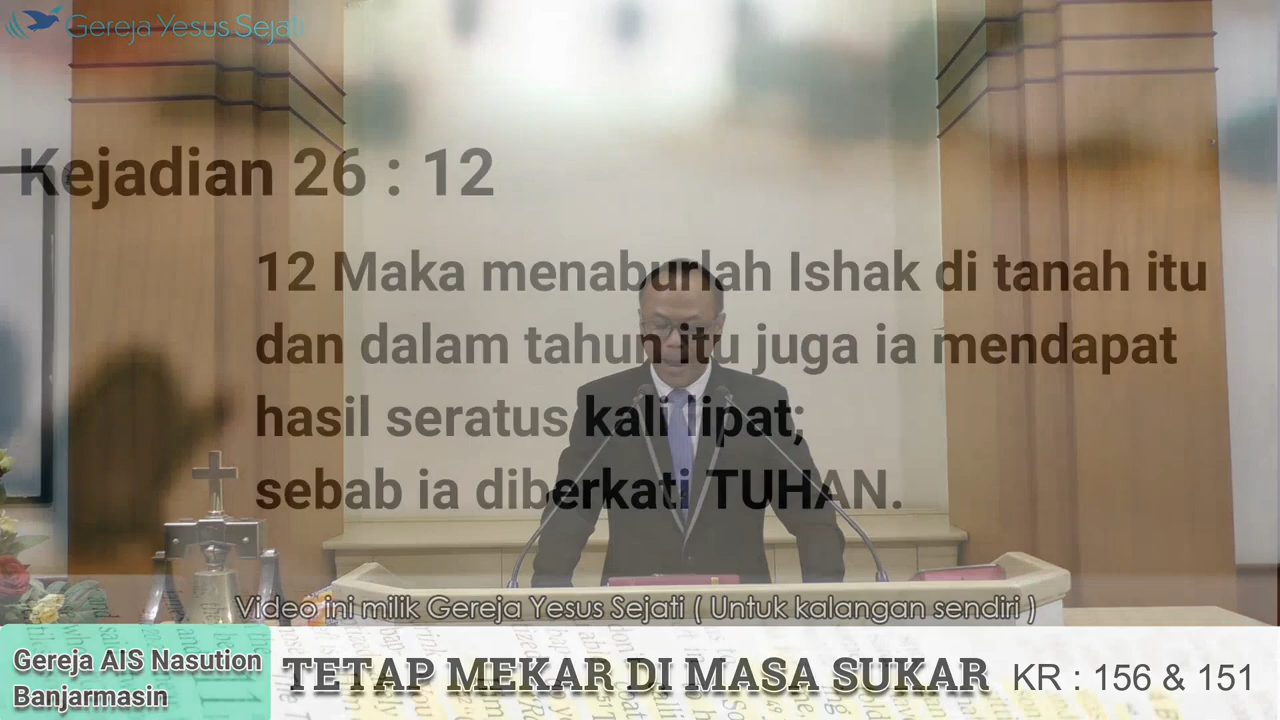 Gereja Yesus Sejati
Kejadian 26 : 12
12 Maka menaburlah Ishak di tanah itu
dan dalam tahun itu juga ia mendapat
hasil seratus kali lipat;
sebab ia diberkati TUHAN.
Video ini milik Gereja Yesus Sejati ( Untuk kalangan sendiri )
Gereja AIS Nasution
Banjarmasin
TETAP MEKAR DI MASA SUKAR
KR : 156 & 151